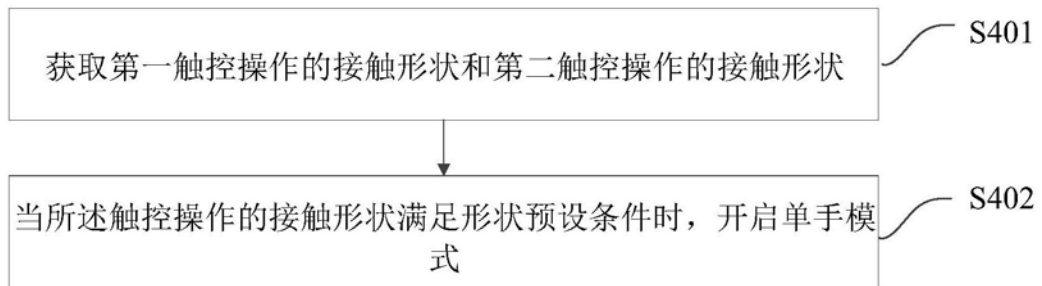 获取第一触控操作的接触形状和第二触控操作的接触形状
S401
当所述触控操作的接触形状满足形状预设条件时，开启单手模
式
S402